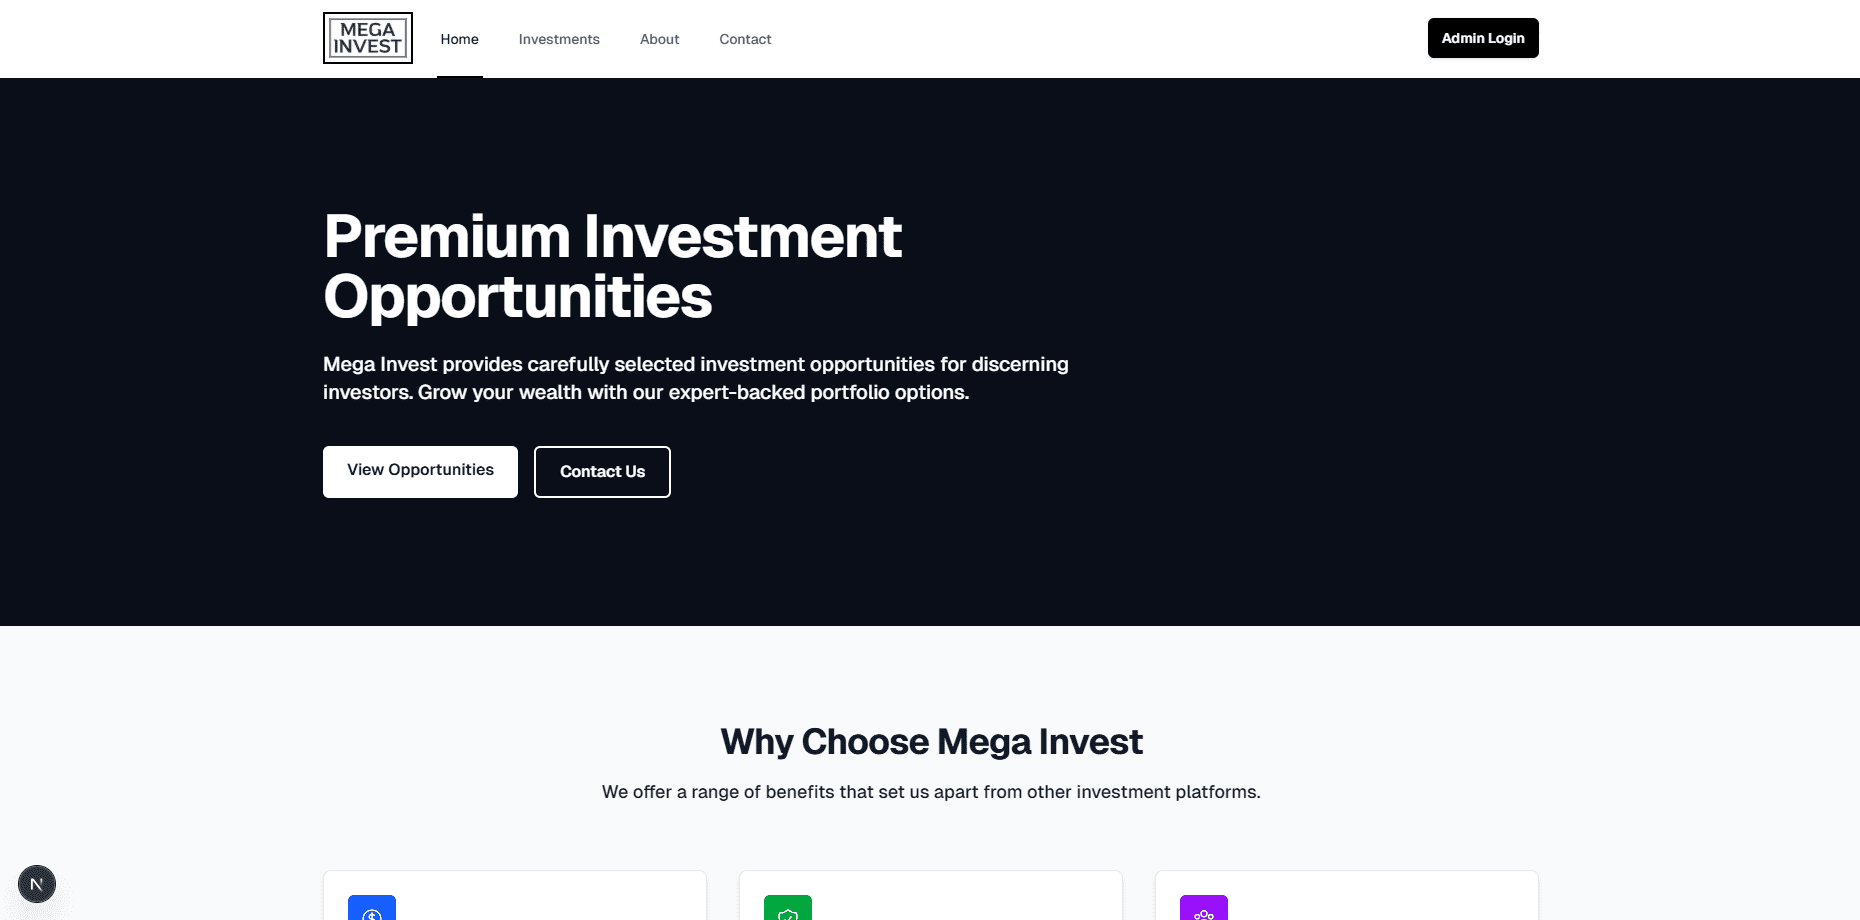 MEGA
INVEST
Home
Investments
About
Contact
Admin Login
Premium Investment
Opportunities
Mega Invest provides carefully selected investment opportunities for discerning
investors. Grow your wealth with our expert-backed portfolio options.
View Opportunities
Contact Us
Why Choose Mega Invest
We offer a range of benefits that set us apart from other investment platforms.
N